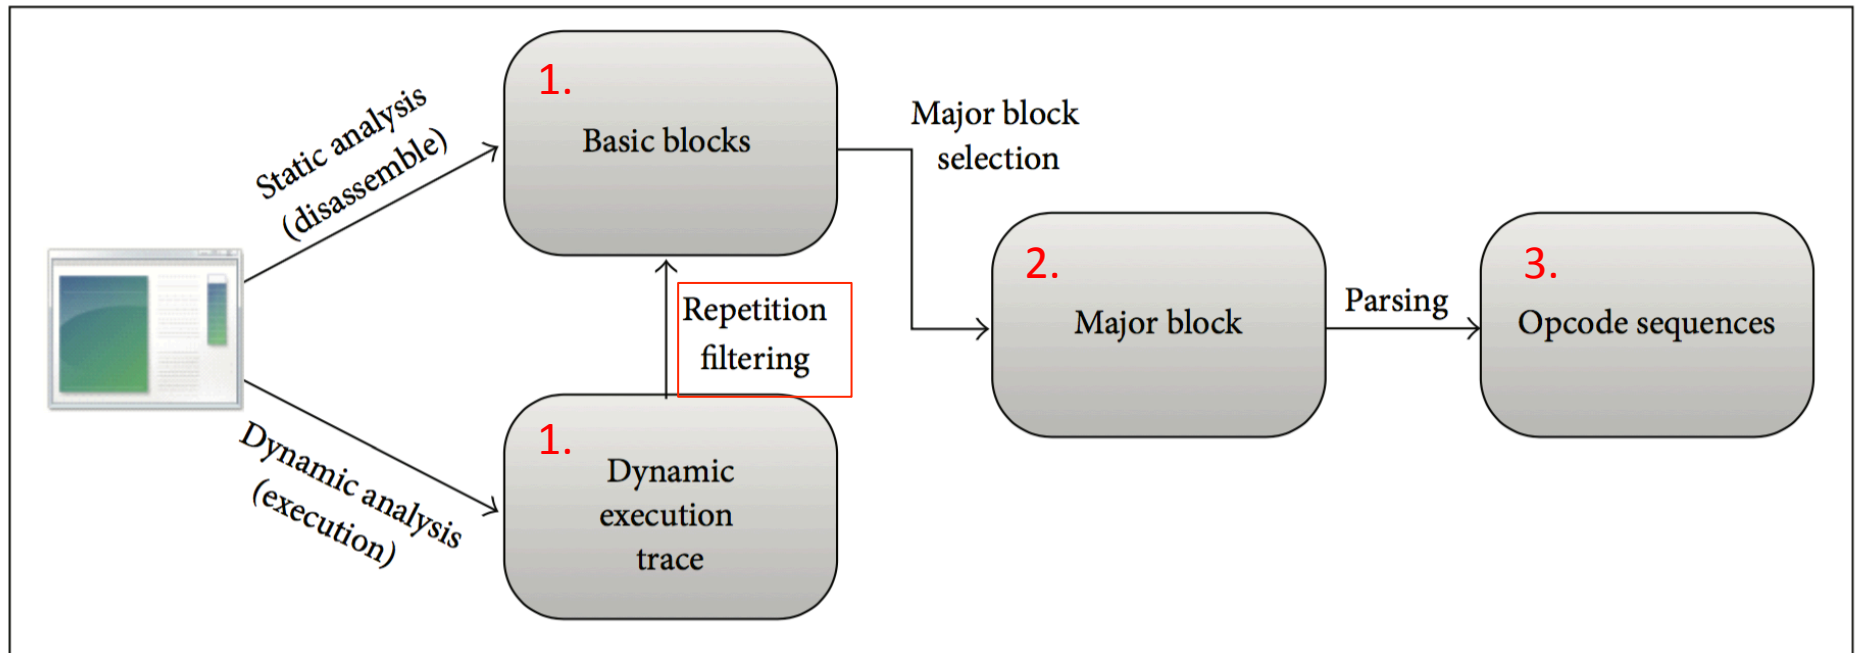 Static analysis
(disassemble)
1.
Basic blocks
Major block
selection
Repetition
filtering
2.
Major block
Parsing
3.
Opcode sequences
Dynamic analysis
(execution)
1.
Dynamic
execution
trace